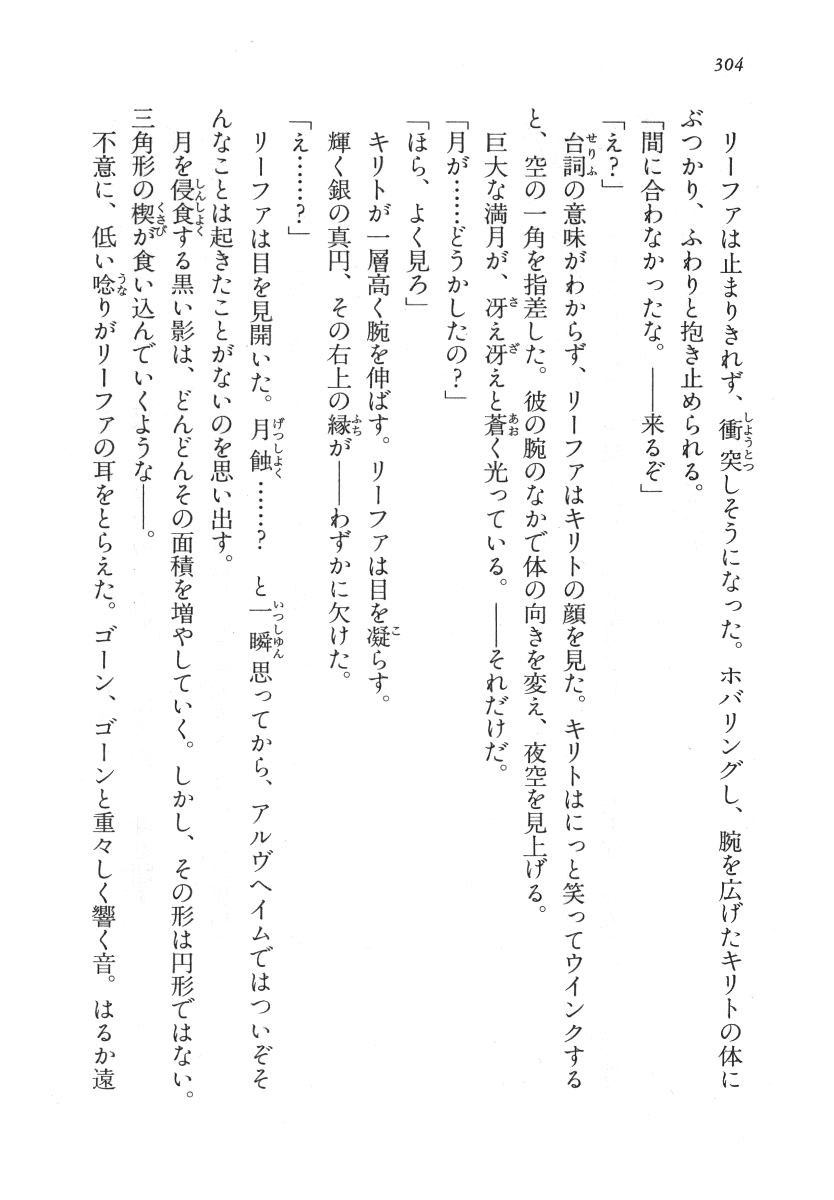 304
リーファは止まりきれず、衝突しそうになった。ホバリングし、腕を広げたキリトの体に
ぶつかり、ふわりと抱き止められる。
「間に合わなかったな。――来るぞ」
「え？」
台詞の意味がわからず、リーファはキリトの顔を見た。キリトはにっと笑ってウインクする
と、空の一角を指差した。彼の腕のなかで体の向きを変え、夜空を見上げる。
巨大な満月が、冴え冴えと蒼く光っている。――それだけだ。
「月が……どうかしたの？」
「ほら、よく見ろ」
キリトが一層高く腕を伸ばす。リーファは目を凝らす。
輝く銀の真円、その右上の縁が――わずかに欠けた。
「え……？」
リーファは目を見開いた。月蝕……？　と一瞬思ってから、アルヴヘイムではついぞそ
んなことは起きたことがないのを思い出す。
月を侵食する黒い影は、どんどんその面積を増やしていく。しかし、その形は円形ではない。
三角形の楔が食い込んでいくような――。
不意に、低い唸りがリーファの耳をとらえた。ゴーン、ゴーンと重々しく響く音。はるか遠